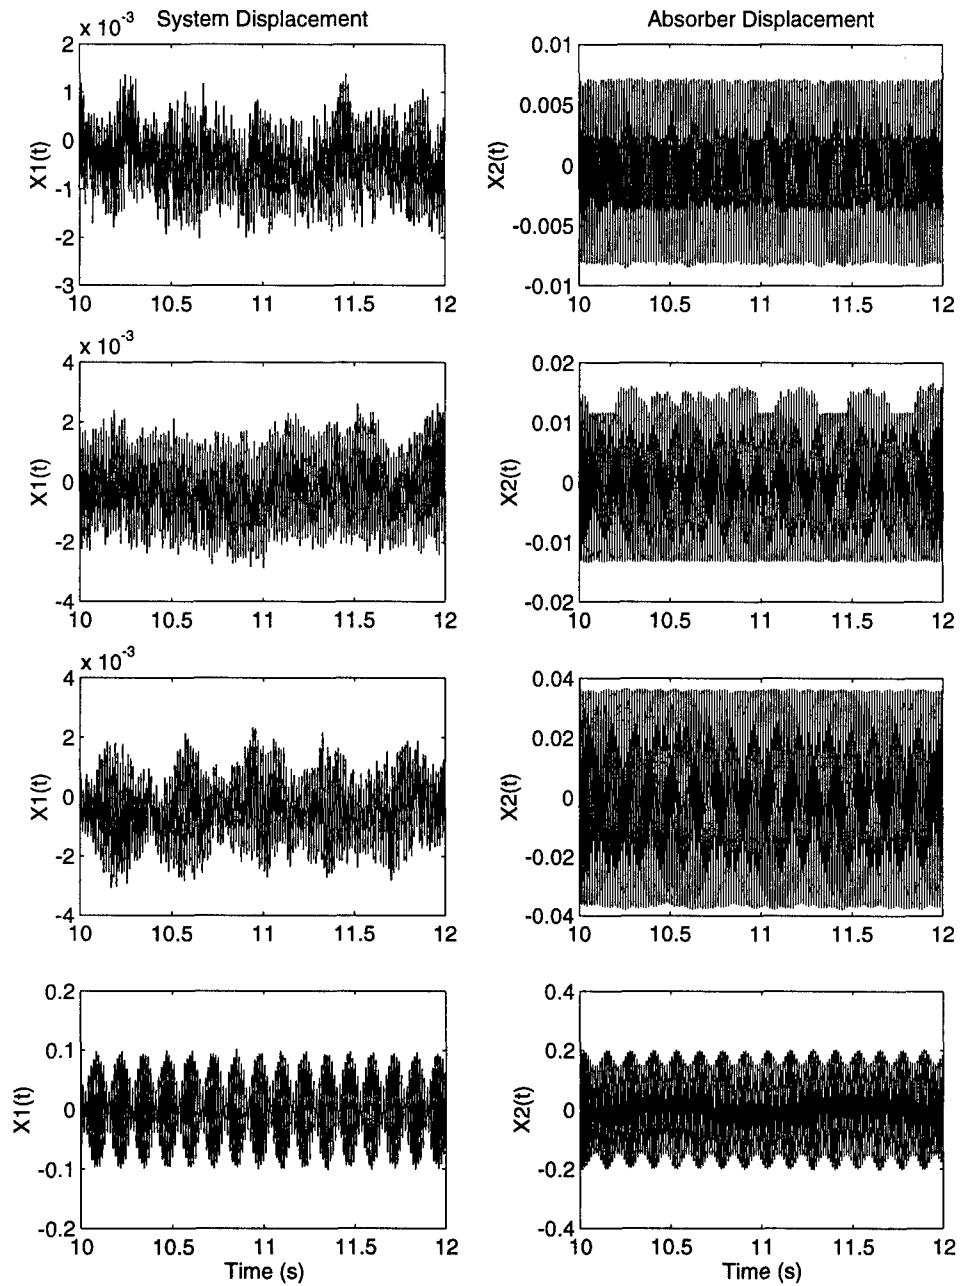 System Displacement
Absorber Displacement
x 10^-3
2
1
0
-1
-2
-3
X1(t)
10 10.5 11 11.5 12
0.01
0.005
0
-0.005
-0.01
X2(t)
10 10.5 11 11.5 12
x 10^-3
4
2
0
-2
-4
X1(t)
10 10.5 11 11.5 12
0.02
0.01
0
-0.01
-0.02
X2(t)
10 10.5 11 11.5 12
x 10^-3
4
2
0
-2
-4
X1(t)
10 10.5 11 11.5 12
0.04
0.02
0
-0.02
-0.04
X2(t)
10 10.5 11 11.5 12
0.2
0.1
0
-0.1
-0.2
X1(t)
10 10.5 11 11.5 12
Time (s)
0.4
0.2
0
-0.2
-0.4
X2(t)
10 10.5 11 11.5 12
Time (s)